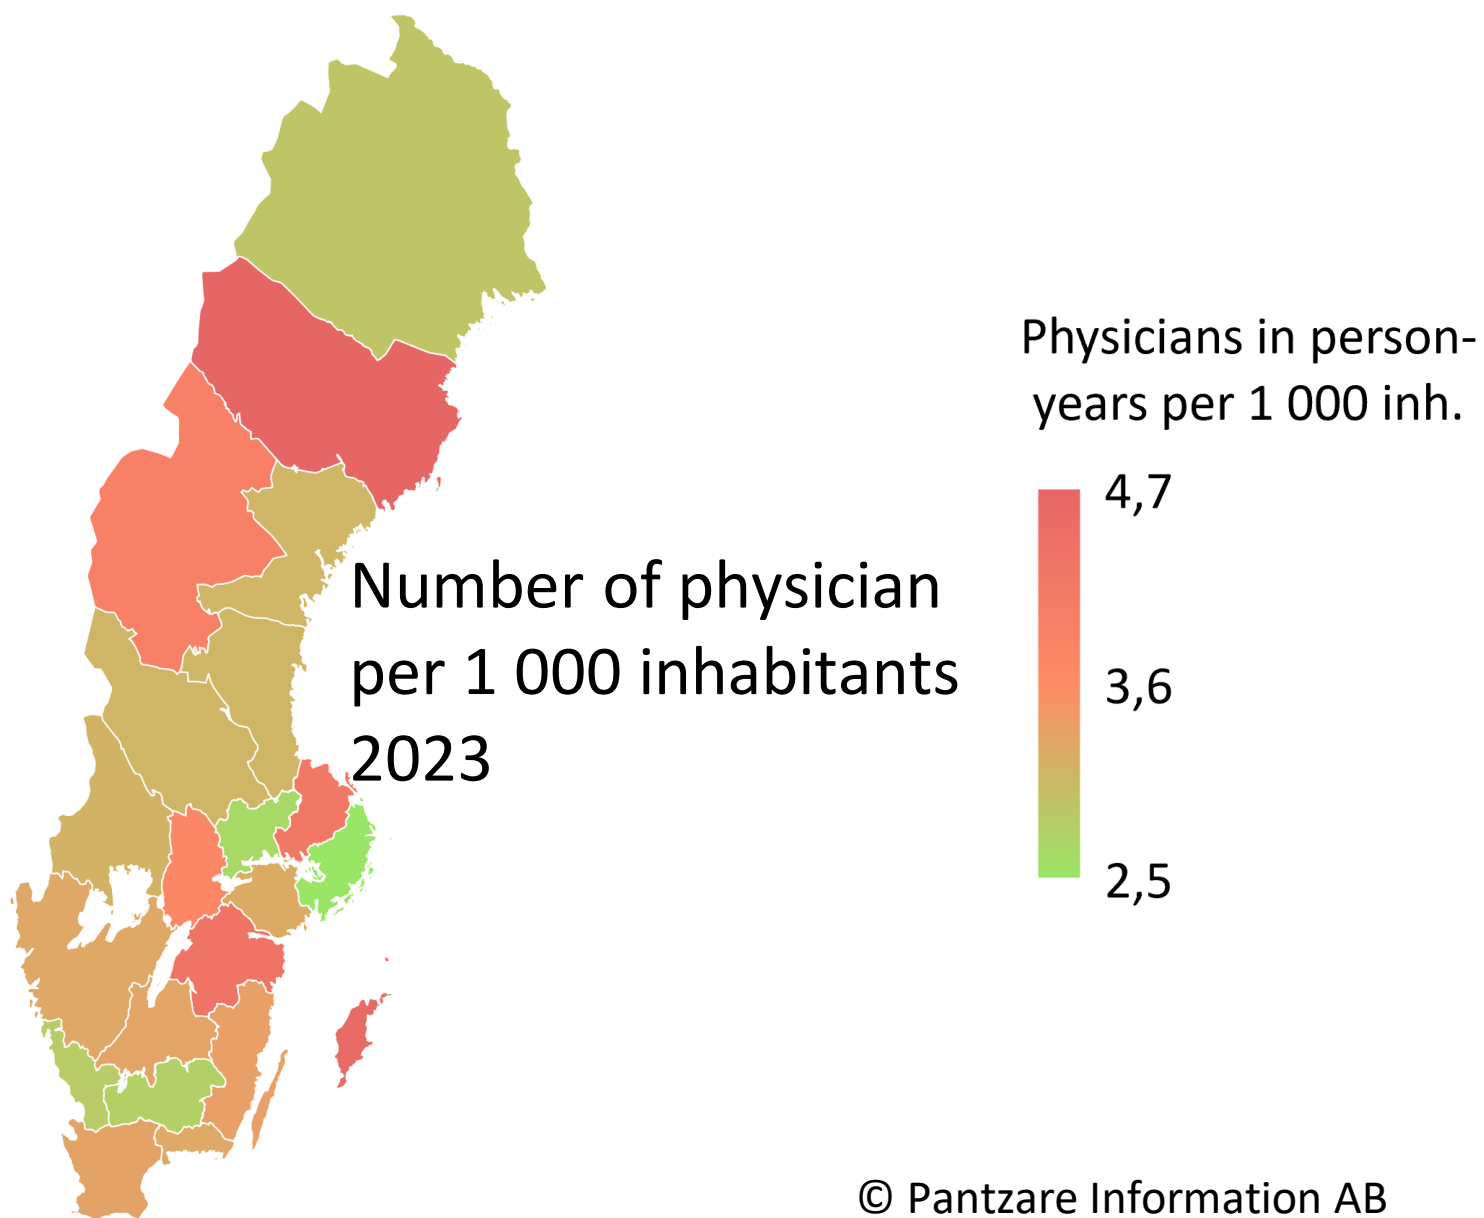 Number of physician
per 1 000 inhabitants
2023
Physicians in person-
years per 1 000 inh.
4,7
3,6
2,5
© Pantzare Information AB